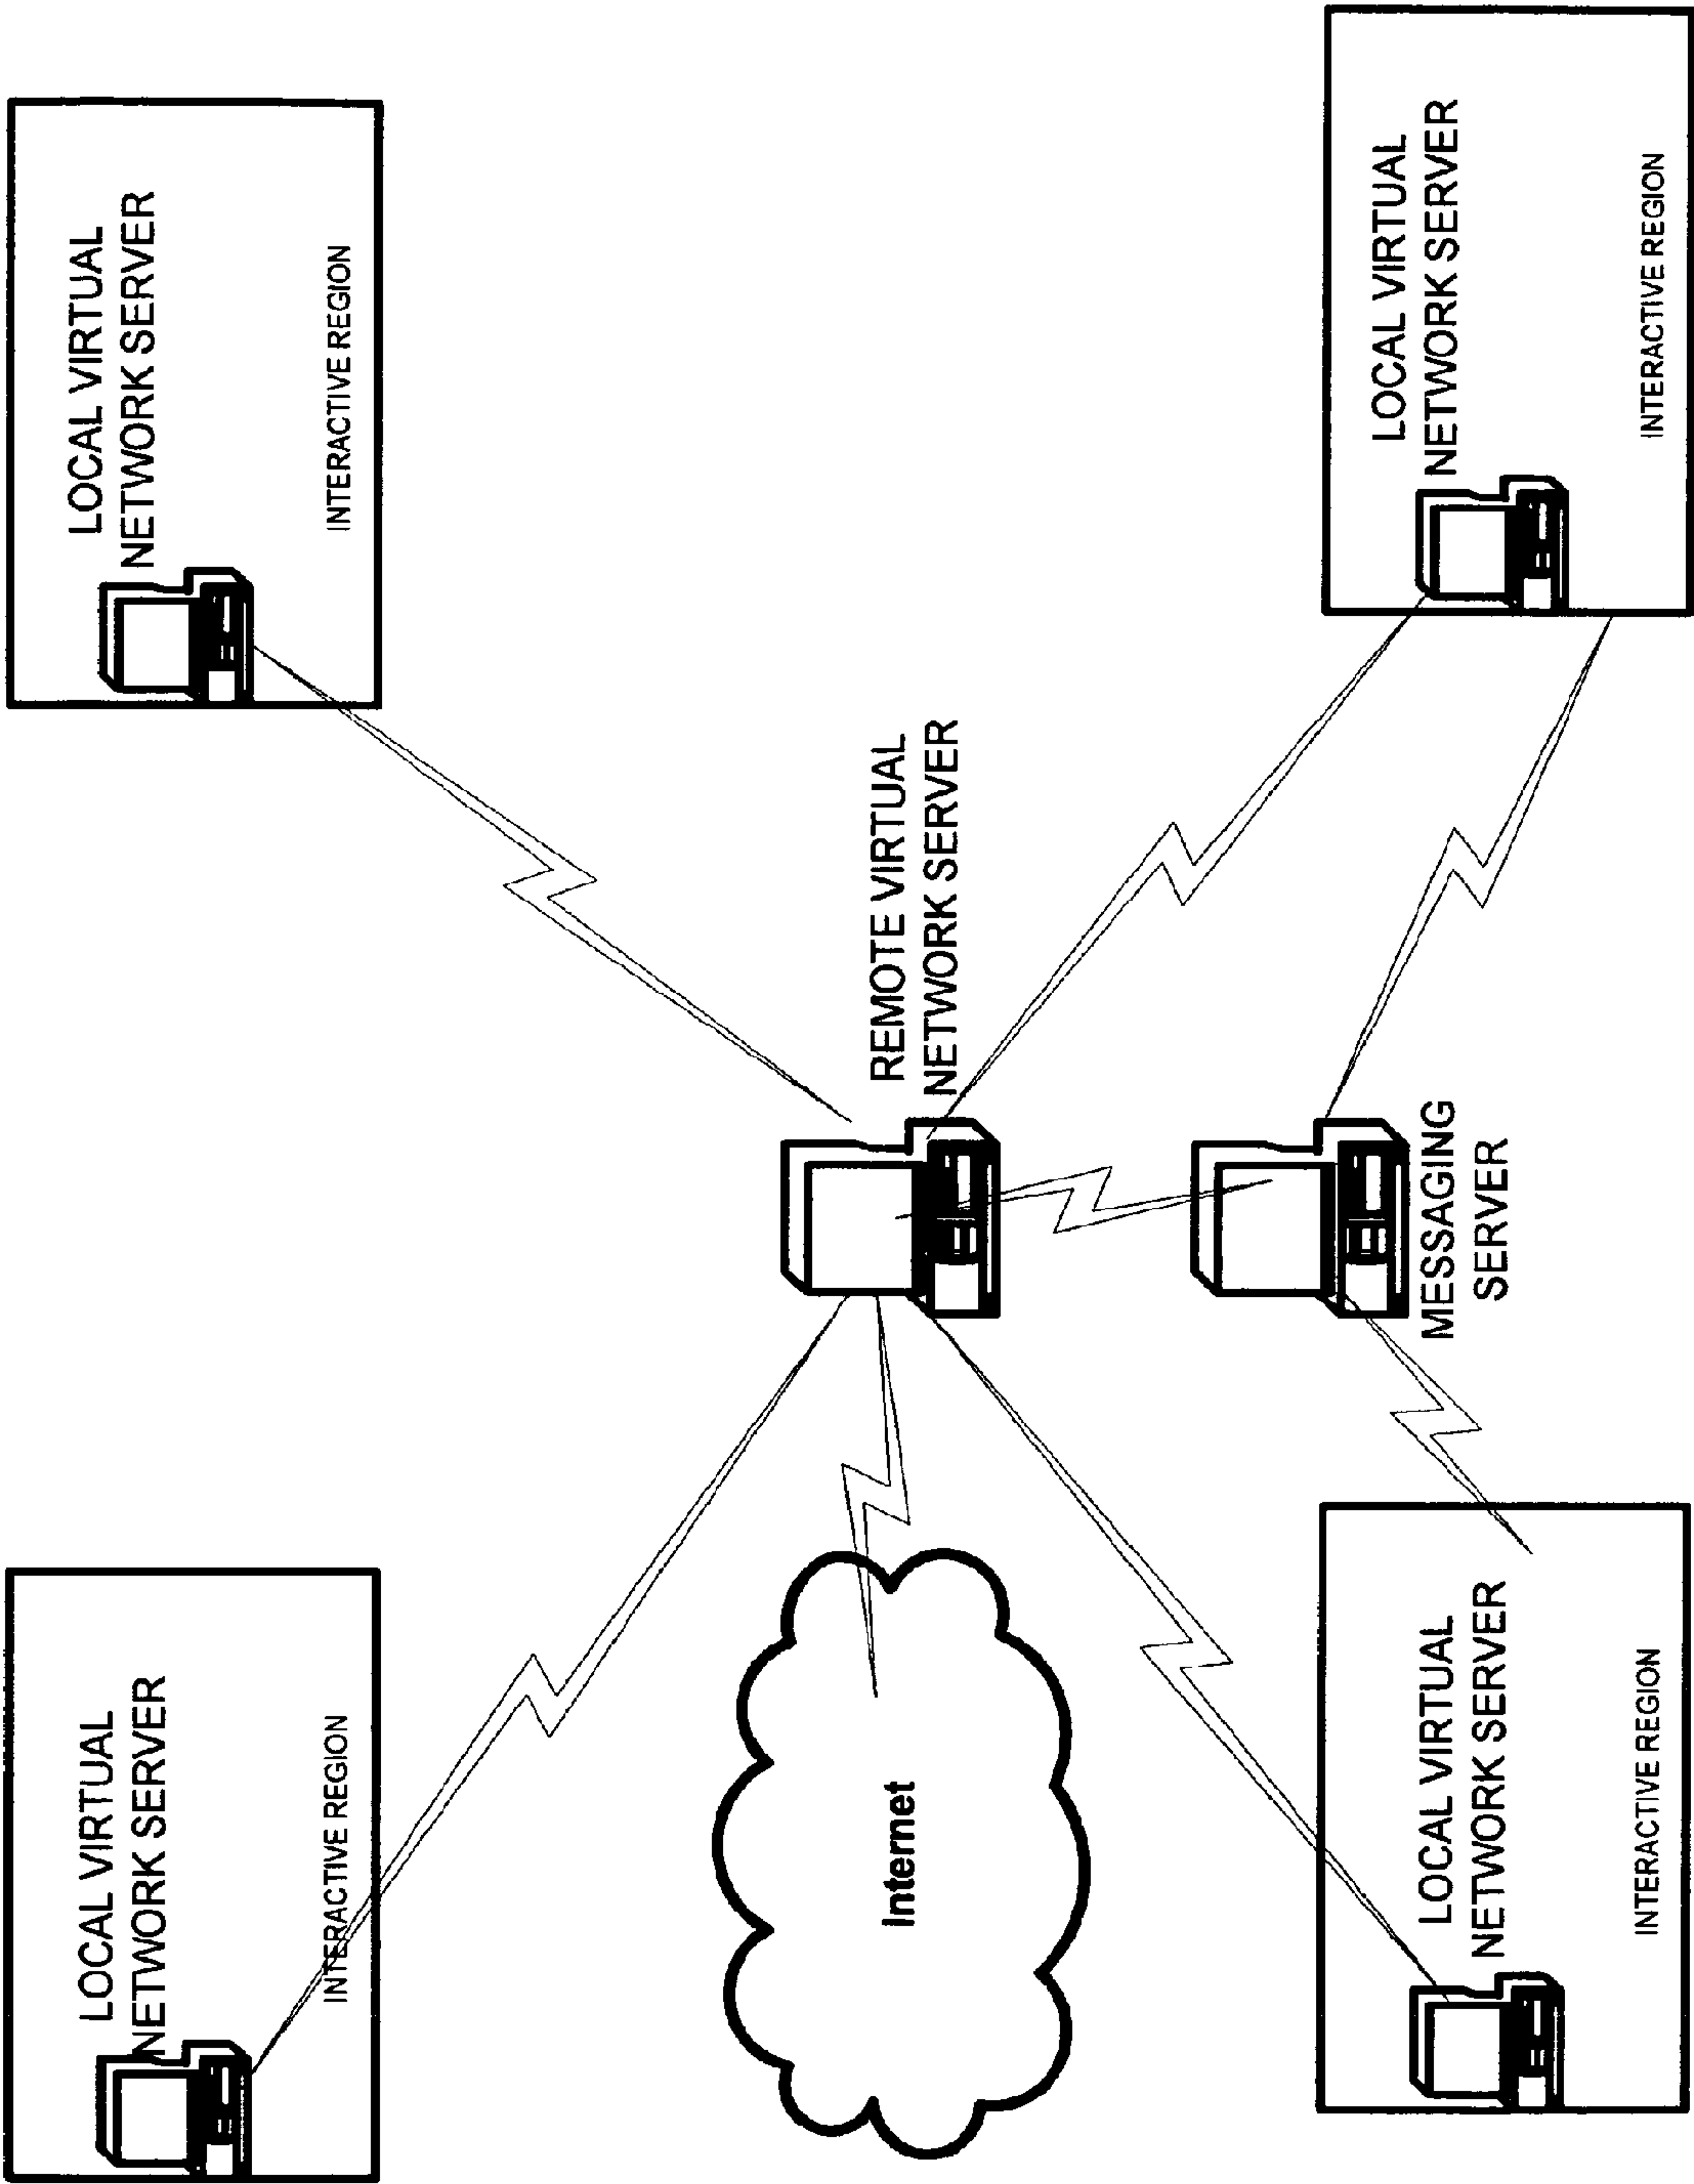 LOCAL VIRTUAL
NETWORK SERVER
INTERACTIVE REGION
LOCAL VIRTUAL
NETWORK SERVER
INTERACTIVE REGION
Internet
REMOTE VIRTUAL
NETWORK SERVER
MESSAGING
SERVER
LOCAL VIRTUAL
NETWORK SERVER
INTERACTIVE REGION
LOCAL VIRTUAL
NETWORK SERVER
INTERACTIVE REGION